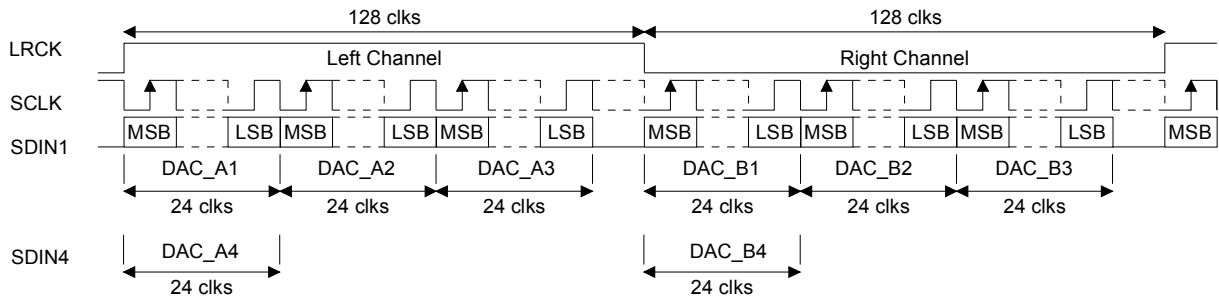 128 clks 128 clks
LRCK Left Channel Right Channel
SCLK
SDIN1 MSB LSB MSB LSB MSB LSB MSB LSB MSB LSB MSB LSB MSB
DAC_A1 DAC_A2 DAC_A3 DAC_B1 DAC_B2 DAC_B3
24 clks 24 clks 24 clks 24 clks 24 clks 24 clks
SDIN4 DAC_A4 DAC_B4
24 clks 24 clks